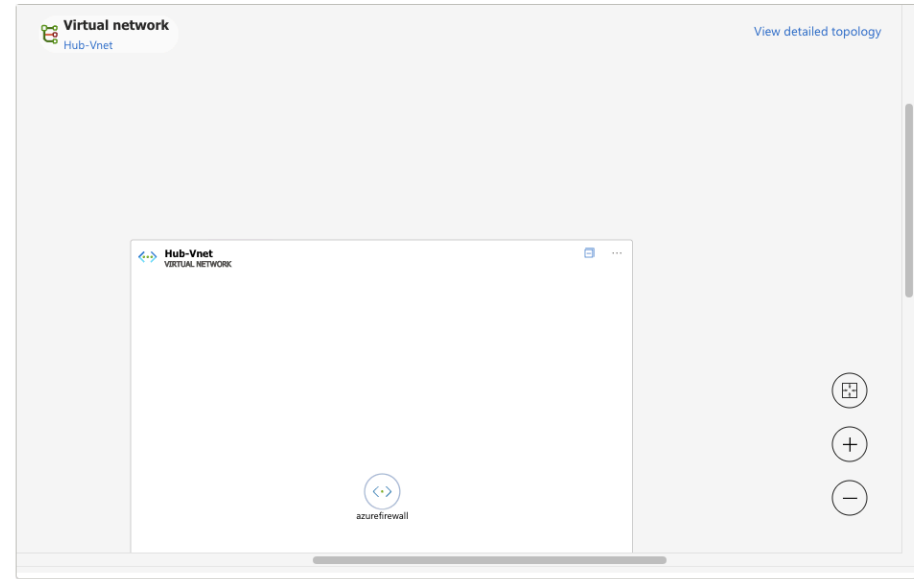 Virtual network
Hub-Vnet
View detailed topology
Hub-Vnet
VIRTUAL NETWORK
azurefirewall